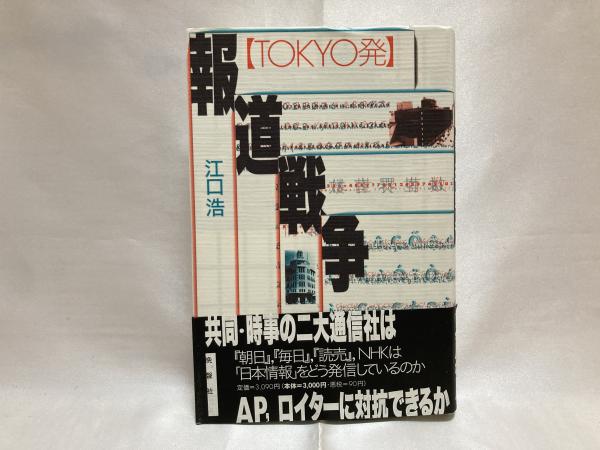 【TOKYO発】
報道戦争
江口浩
共同・時事の二大通信社は
『朝日』,『毎日』,『読売』, NHKは
「日本情報」をどう発信しているのか
定価=3,090円(本体=3,000円・悪税=90円)
AP, ロイターに対抗できるか
晩聲社